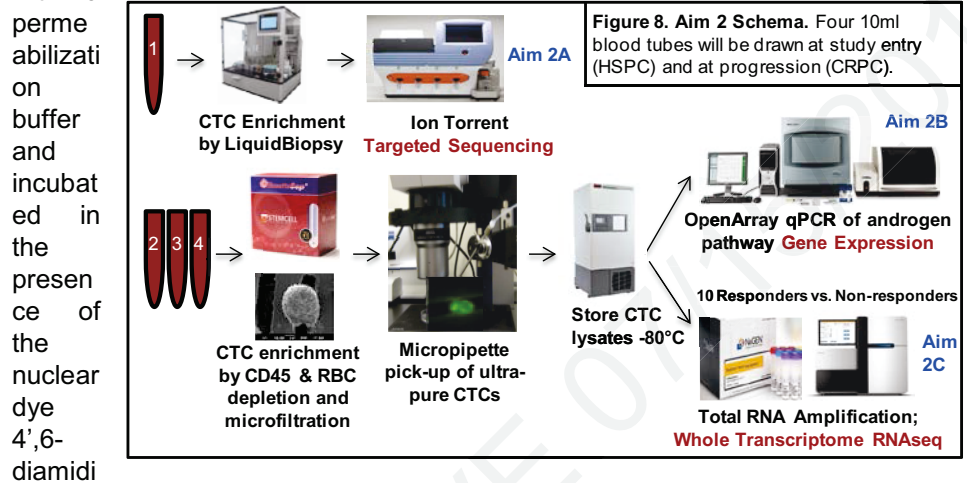 perme
abilizati
on
buffer
and
incubat
ed in
the
presen
ce of
the
nuclear
dye
4’,6-
diamidi
Figure 8. Aim 2 Schema. Four 10ml
blood tubes will be drawn at study entry
(HSPC) and at progression (CRPC).
1
Aim 2A
CTC Enrichment
by LiquidBiopsy
Ion Torrent
Targeted Sequencing
2 3 4
STEMCELL
CTC enrichment
by CD45 & RBC
depletion and
microfiltration
Micropipette
pick-up of ultra-
pure CTCs
Store CTC
lysates -80°C
Aim 2B
OpenArray qPCR of androgen
pathway Gene Expression
10 Responders vs. Non-responders
Aim
2C
Total RNA Amplification;
Whole Transcriptome RNAseq